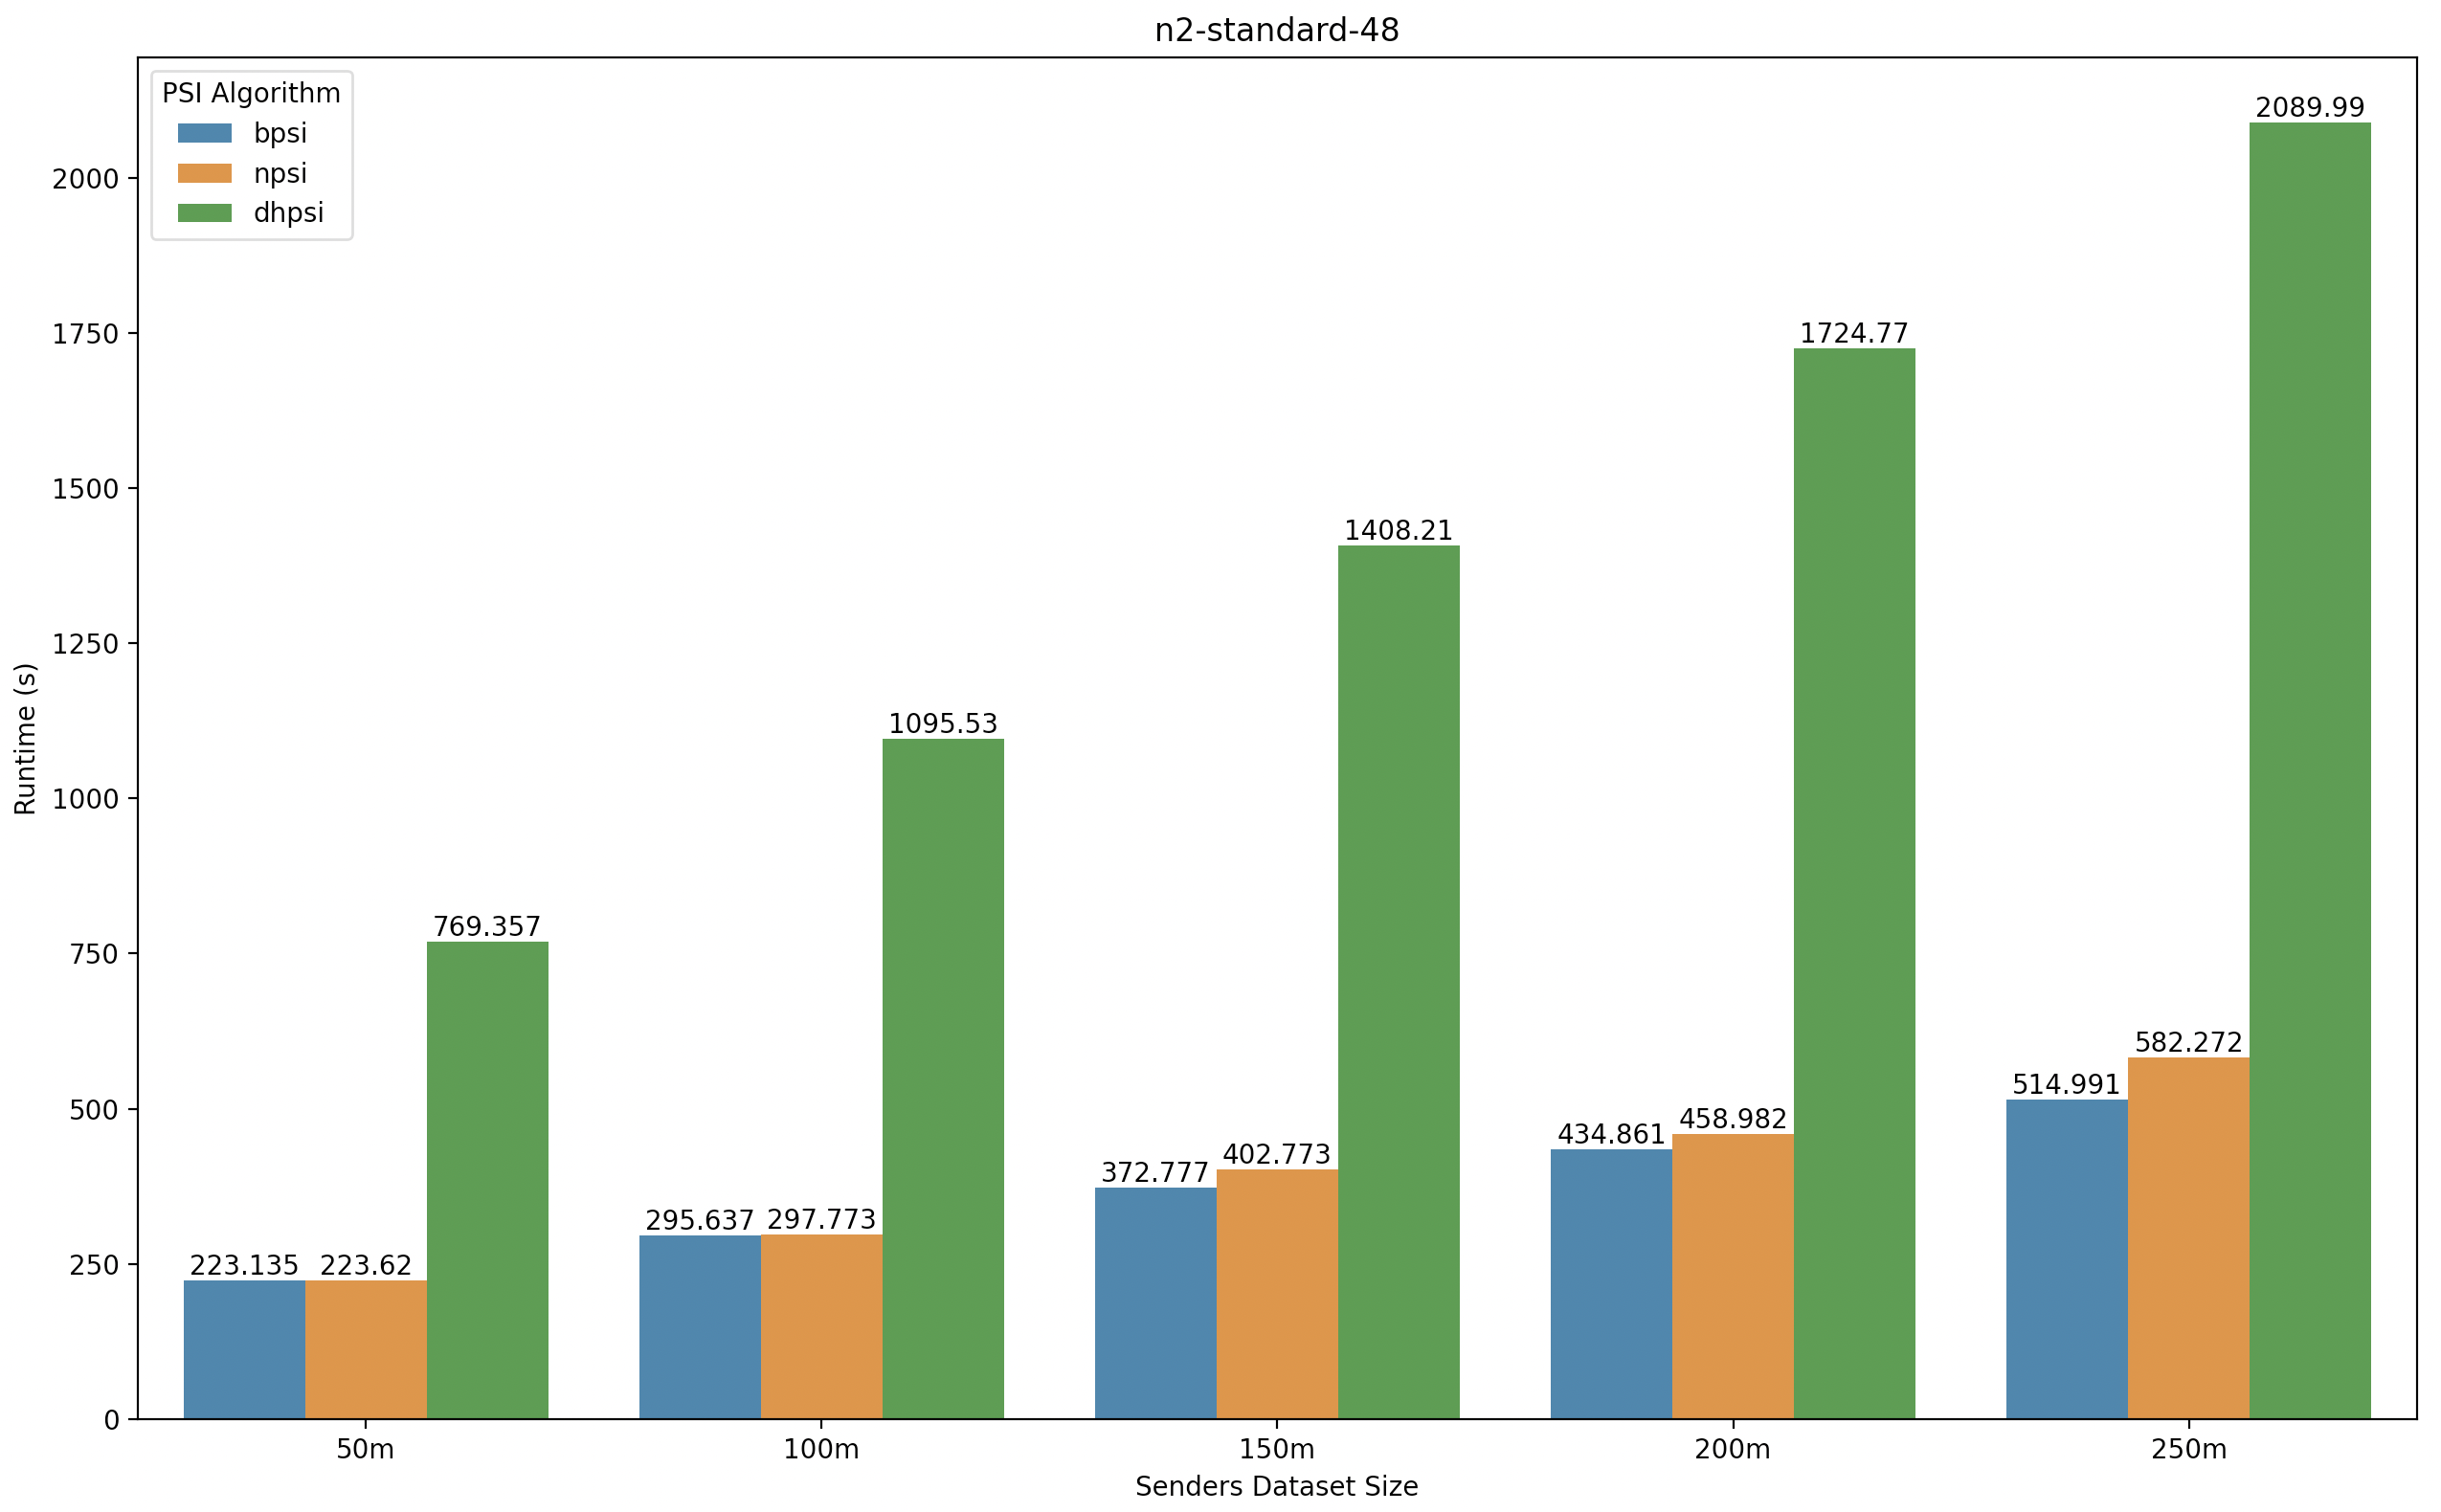 n2-standard-48
PSI Algorithm
bpsi
npsi
dhpsi
Runtime (s)
2000
1750
1500
1250
1000
750
500
250
0
223.135
223.62
769.357
295.637
297.773
1095.53
372.777
402.773
1408.21
434.861
458.982
1724.77
514.991
582.272
2089.99
50m
100m
150m
200m
250m
Senders Dataset Size